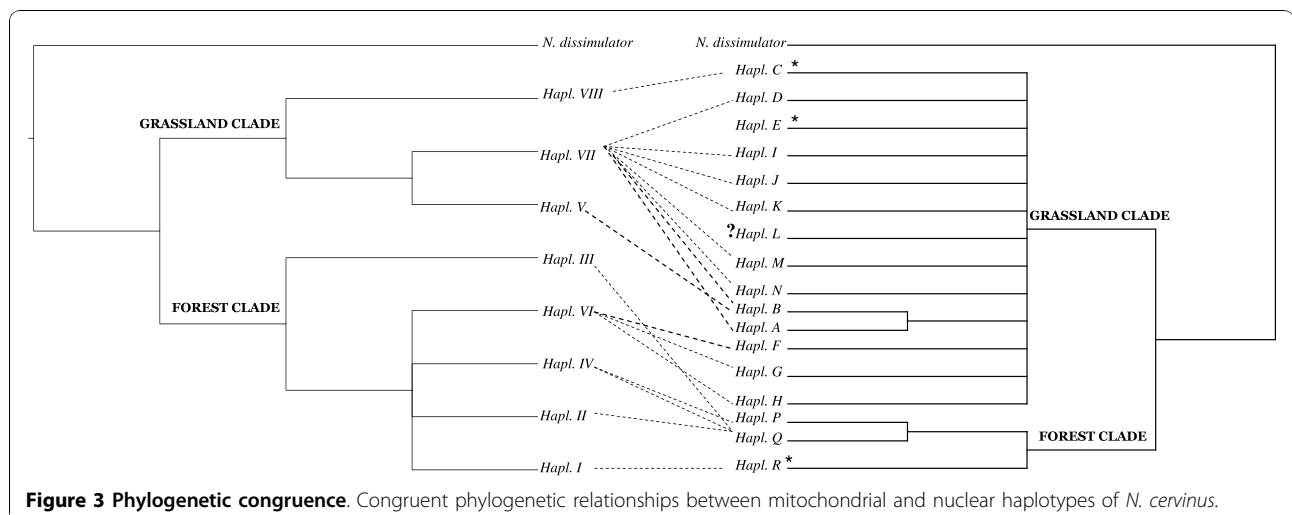 N. dissimulator
Hapl. VIII
GRASSLAND CLADE
Hapl. VII
Hapl. V
Hapl. III
FOREST CLADE
Hapl. VI
Hapl. IV
Hapl. II
Hapl. I
N. dissimulator
Hapl. C *
Hapl. D
Hapl. E *
Hapl. I
Hapl. J
Hapl. K
GRASSLAND CLADE
? Hapl. L
Hapl. M
Hapl. N
Hapl. B
Hapl. A
Hapl. F
Hapl. G
Hapl. H
Hapl. P
Hapl. Q
FOREST CLADE
Hapl. R *
Figure 3 Phylogenetic congruence. Congruent phylogenetic relationships between mitochondrial and nuclear haplotypes of N. cervinus.